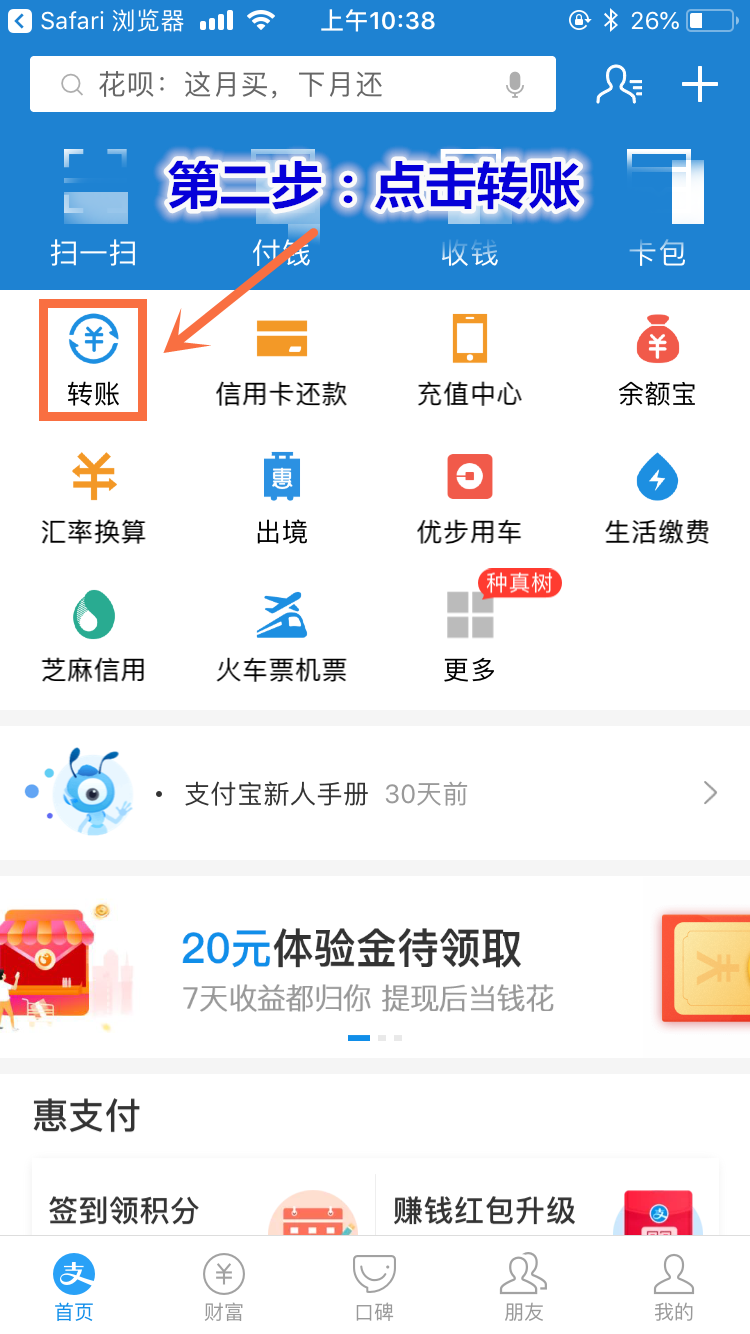 Safari 浏览器 上午10:38 26%
花呗：这月买，下月还
第二步：点击转账
扫一扫 付钱 收钱 卡包
转账 信用卡还款 充值中心 余额宝
汇率换算 出境 优步用车 生活缴费
种真树
芝麻信用 火车票机票 更多
· 支付宝新人手册 30天前
20元体验金待领取
7天收益都归你 提现后当钱花
惠支付
签到领积分 赚钱红包升级
首页 财富 口碑 朋友 我的